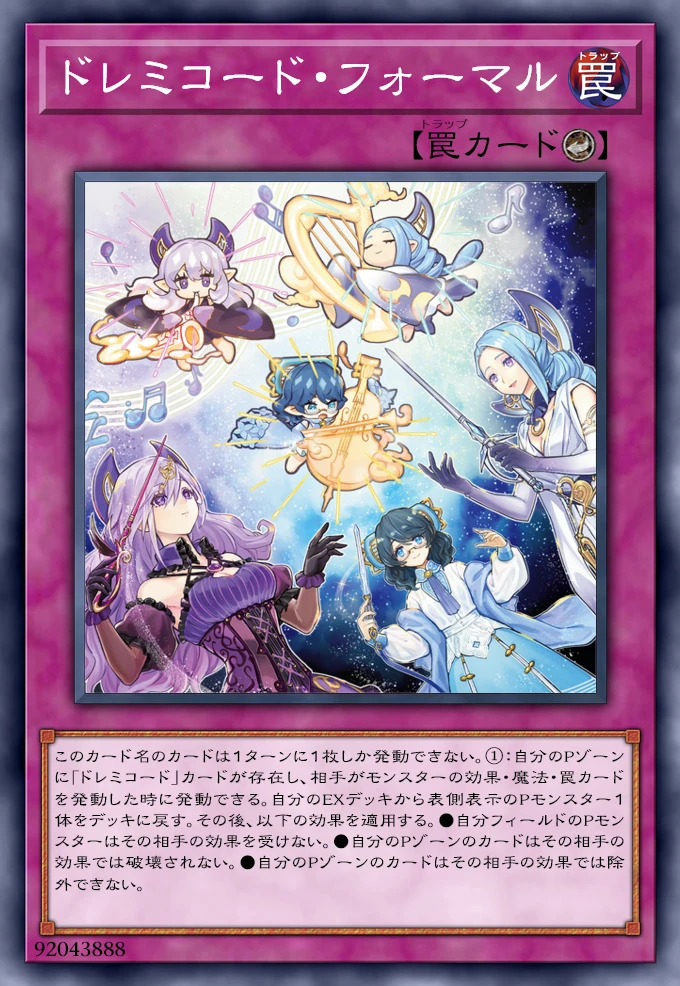 ドレミコード・フォーマル
トラップ
罠
トラップ
【罠カード】
このカード名のカードは1ターンに1枚しか発動できない。①:自分のPゾーン
に「ドレミコード」カードが存在し、相手がモンスターの効果・魔法・罠カード
を発動した時に発動できる。自分のEXデッキから表側表示のPモンスター1
体をデッキに戻す。その後、以下の効果を適用する。●自分フィールドのPモン
スターはその相手の効果を受けない。●自分のPゾーンのカードはその相手の
効果では破壊されない。●自分のPゾーンのカードはその相手の効果では除
外できない。
92043888